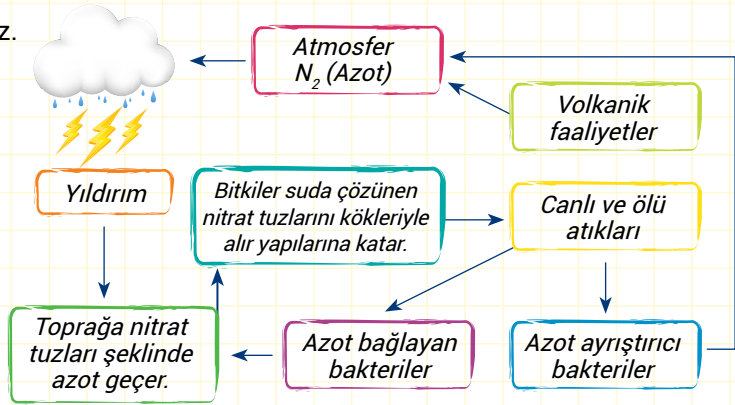 z.
Atmosfer
N₂ (Azot)
Volkanik
faaliyetler
Yıldırım
Bitkiler suda çözünen
nitrat tuzlarını kökleriyle
alır yapılarına katar.
Canlı ve ölü
atıkları
Toprağa nitrat
tuzları şeklinde
azot geçer.
Azot bağlayan
bakteriler
Azot ayrıştırıcı
bakteriler